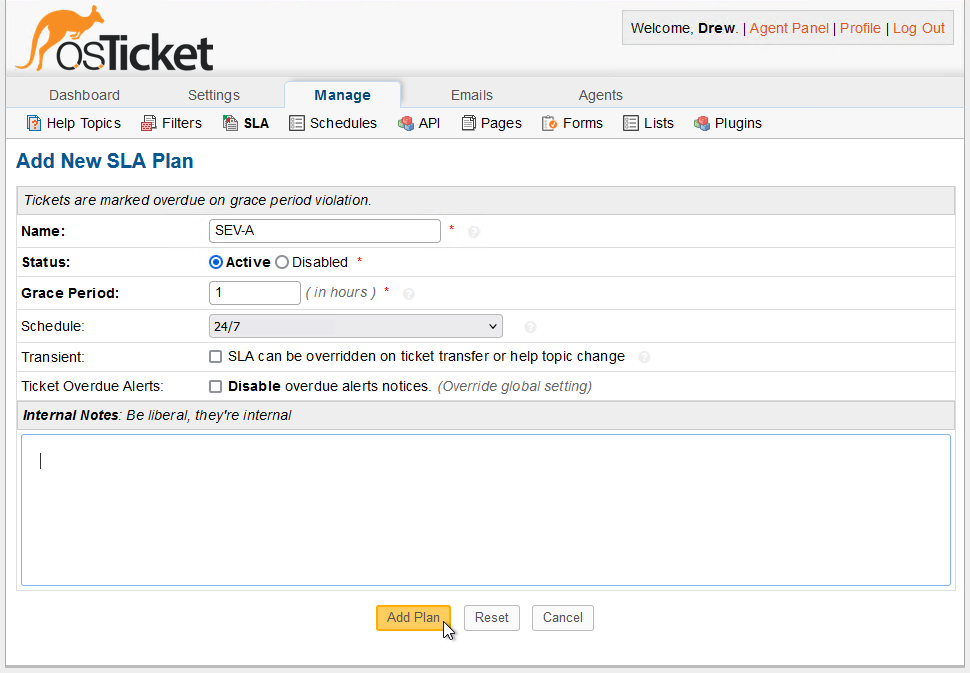 osTicket
Welcome, Drew. | Agent Panel | Profile | Log Out
Dashboard Settings Manage Emails Agents
Help Topics Filters SLA Schedules API Pages Forms Lists Plugins
Add New SLA Plan
Tickets are marked overdue on grace period violation.
Name: SEV-A * ?
Status: Active Disabled *
Grace Period: 1 ( in hours ) * ?
Schedule: 24/7 ?
Transient: SLA can be overridden on ticket transfer or help topic change ?
Ticket Overdue Alerts: Disable overdue alerts notices. (Override global setting)
Internal Notes: Be liberal, they're internal
Add Plan Reset Cancel